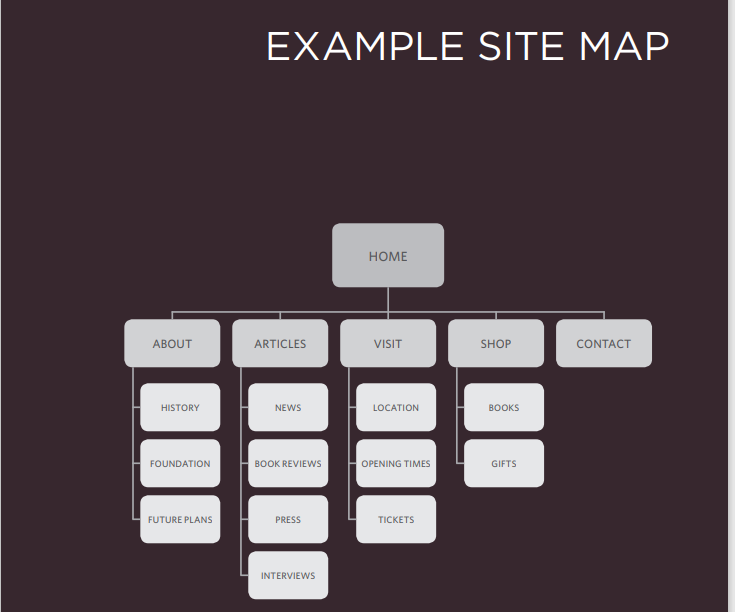 EXAMPLE SITE MAP
HOME
ABOUT
ARTICLES
VISIT
SHOP
CONTACT
HISTORY
NEWS
LOCATION
BOOKS
FOUNDATION
BOOK REVIEWS
OPENING TIMES
GIFTS
FUTURE PLANS
PRESS
TICKETS
INTERVIEWS